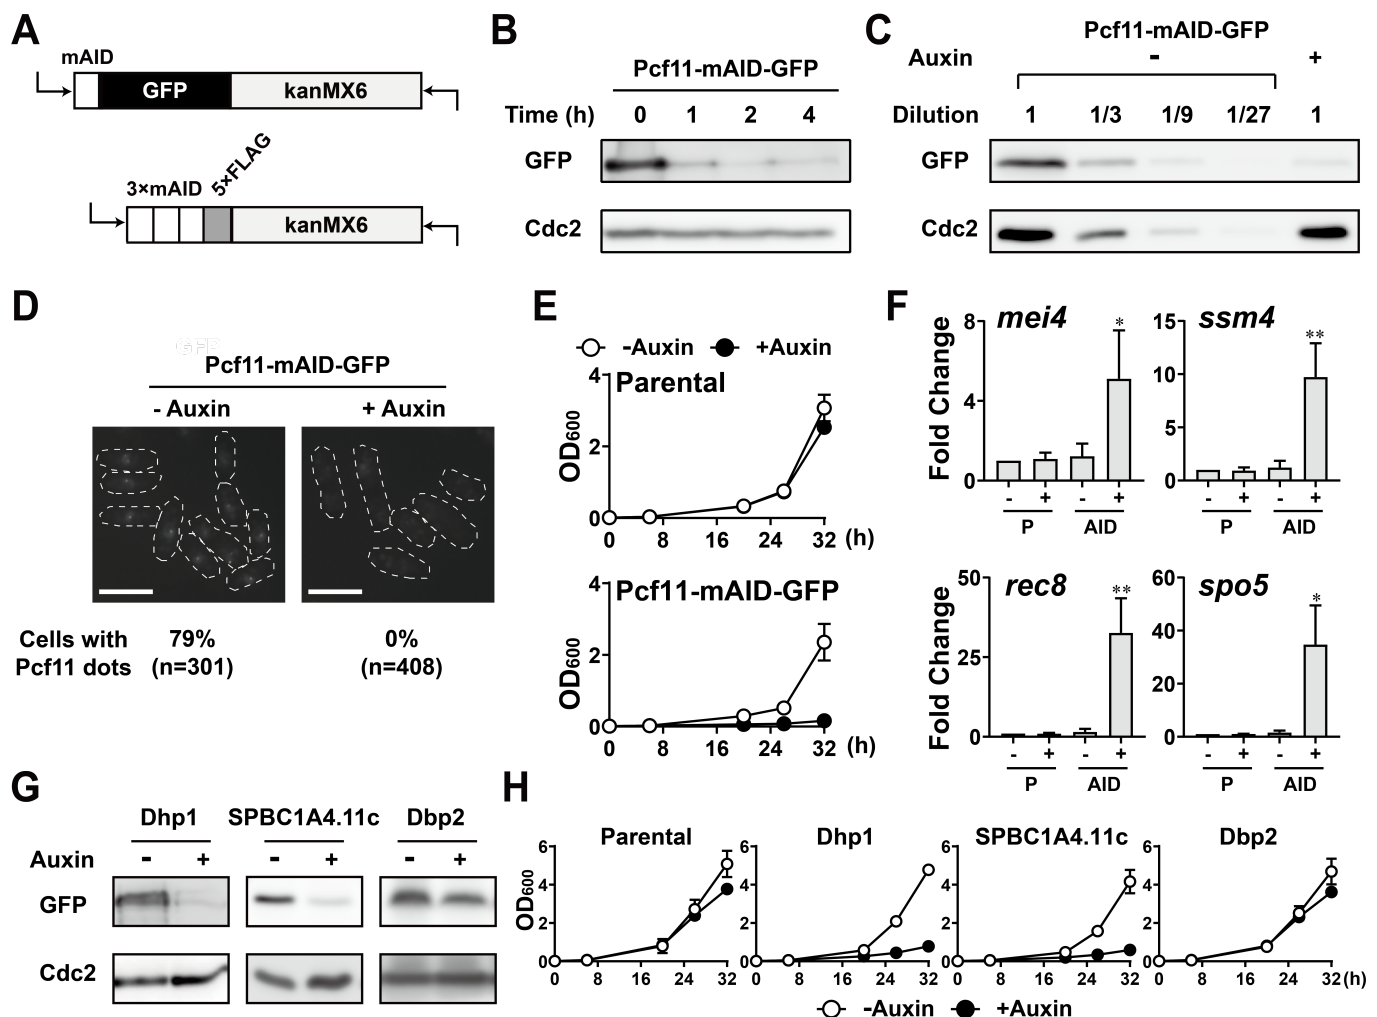 A
mAID
GFP
kanMX6
3×mAID
5×FLAG
kanMX6
B
Pcf11-mAID-GFP
Time (h) 0 1 2 4
GFP
Cdc2
C
Pcf11-mAID-GFP
Auxin - +
Dilution 1 1/3 1/9 1/27 1
GFP
Cdc2
D
GFP
Pcf11-mAID-GFP
- Auxin + Auxin
Cells with 79% 0%
Pcf11 dots (n=301) (n=408)
E
-Auxin +Auxin
Parental
OD600
4
2
0
0 8 16 24 32 (h)
Pcf11-mAID-GFP
OD600
4
2
0
0 8 16 24 32 (h)
F
mei4
Fold Change
8
4
0
*
- + - +
P AID
ssm4
15
10
5
0
**
- + - +
P AID
rec8
Fold Change
50
25
0
**
- + - +
P AID
spo5
60
40
20
0
*
- + - +
P AID
G
Dhp1 SPBC1A4.11c Dbp2
Auxin - + - + - +
GFP
Cdc2
H
Parental
OD600
6
4
2
0
0 8 16 24 32
Dhp1
6
4
2
0
0 8 16 24 32
SPBC1A4.11c
6
4
2
0
0 8 16 24 32
Dbp2
6
4
2
0
0 8 16 24 32 (h)
-Auxin +Auxin